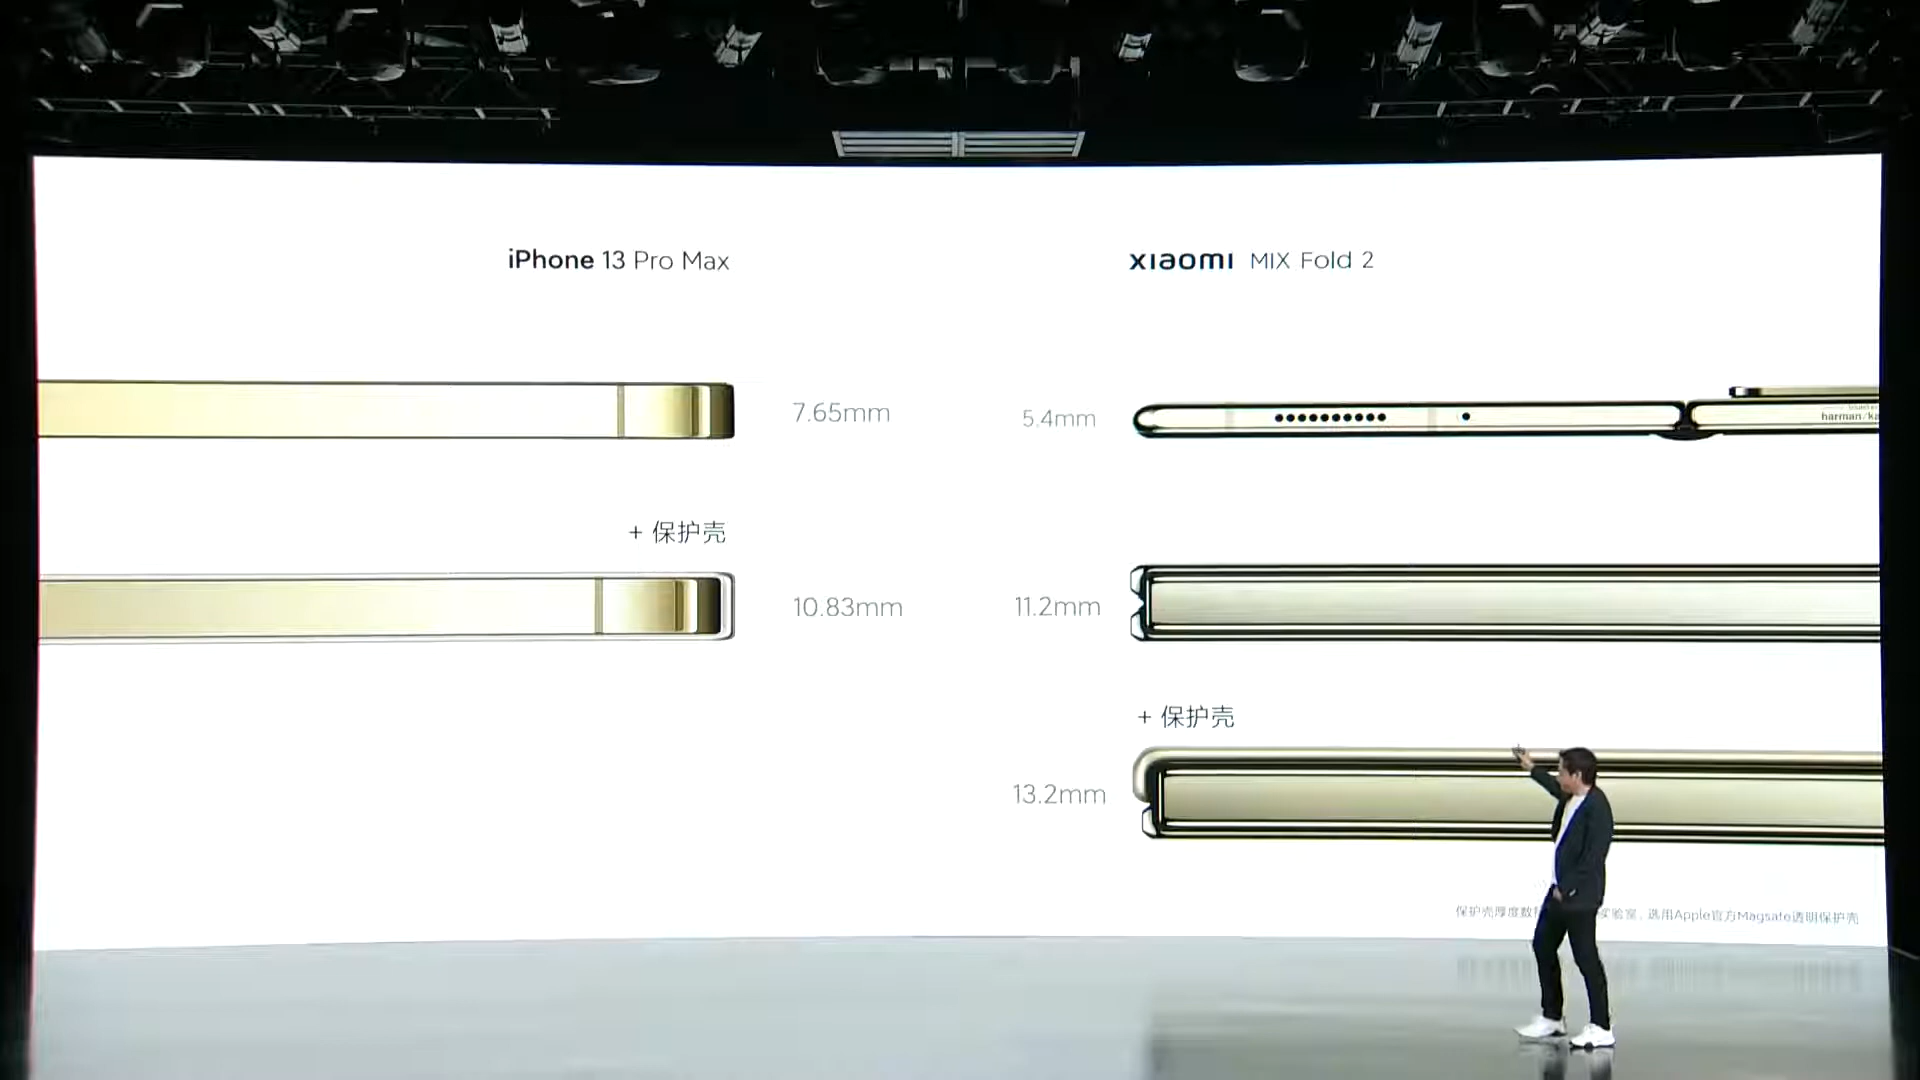 iPhone 13 Pro Max
xiaomi MIX Fold 2
7.65mm
5.4mm
harman/ka
+ 保护壳
10.83mm
11.2mm
+ 保护壳
13.2mm
保护壳厚度数 实验室, 选用Apple官方Magsafe透明保护壳